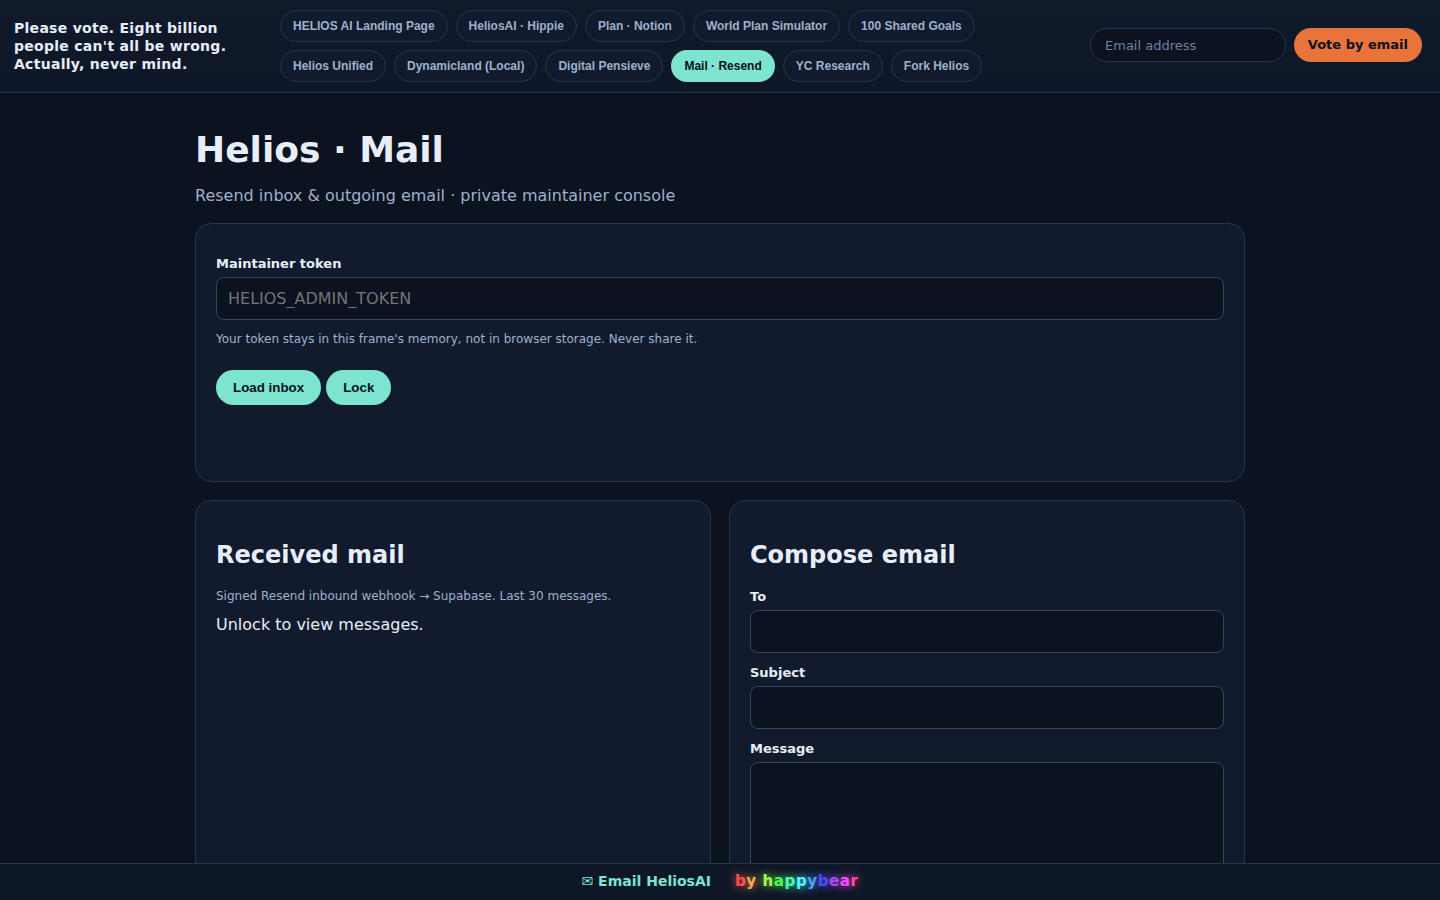 Please vote. Eight billion
people can't all be wrong.
Actually, never mind.
HELIOS AI Landing Page
HeliosAI · Hippie
Plan · Notion
World Plan Simulator
100 Shared Goals
Helios Unified
Dynamicland (Local)
Digital Pensieve
Mail · Resend
YC Research
Fork Helios
Email address
Vote by email
Helios · Mail
Resend inbox & outgoing email · private maintainer console
Maintainer token
HELIOS_ADMIN_TOKEN
Your token stays in this frame's memory, not in browser storage. Never share it.
Load inbox
Lock
Received mail
Signed Resend inbound webhook → Supabase. Last 30 messages.
Unlock to view messages.
Compose email
To
Subject
Message
✉ Email HeliosAI
by happybear